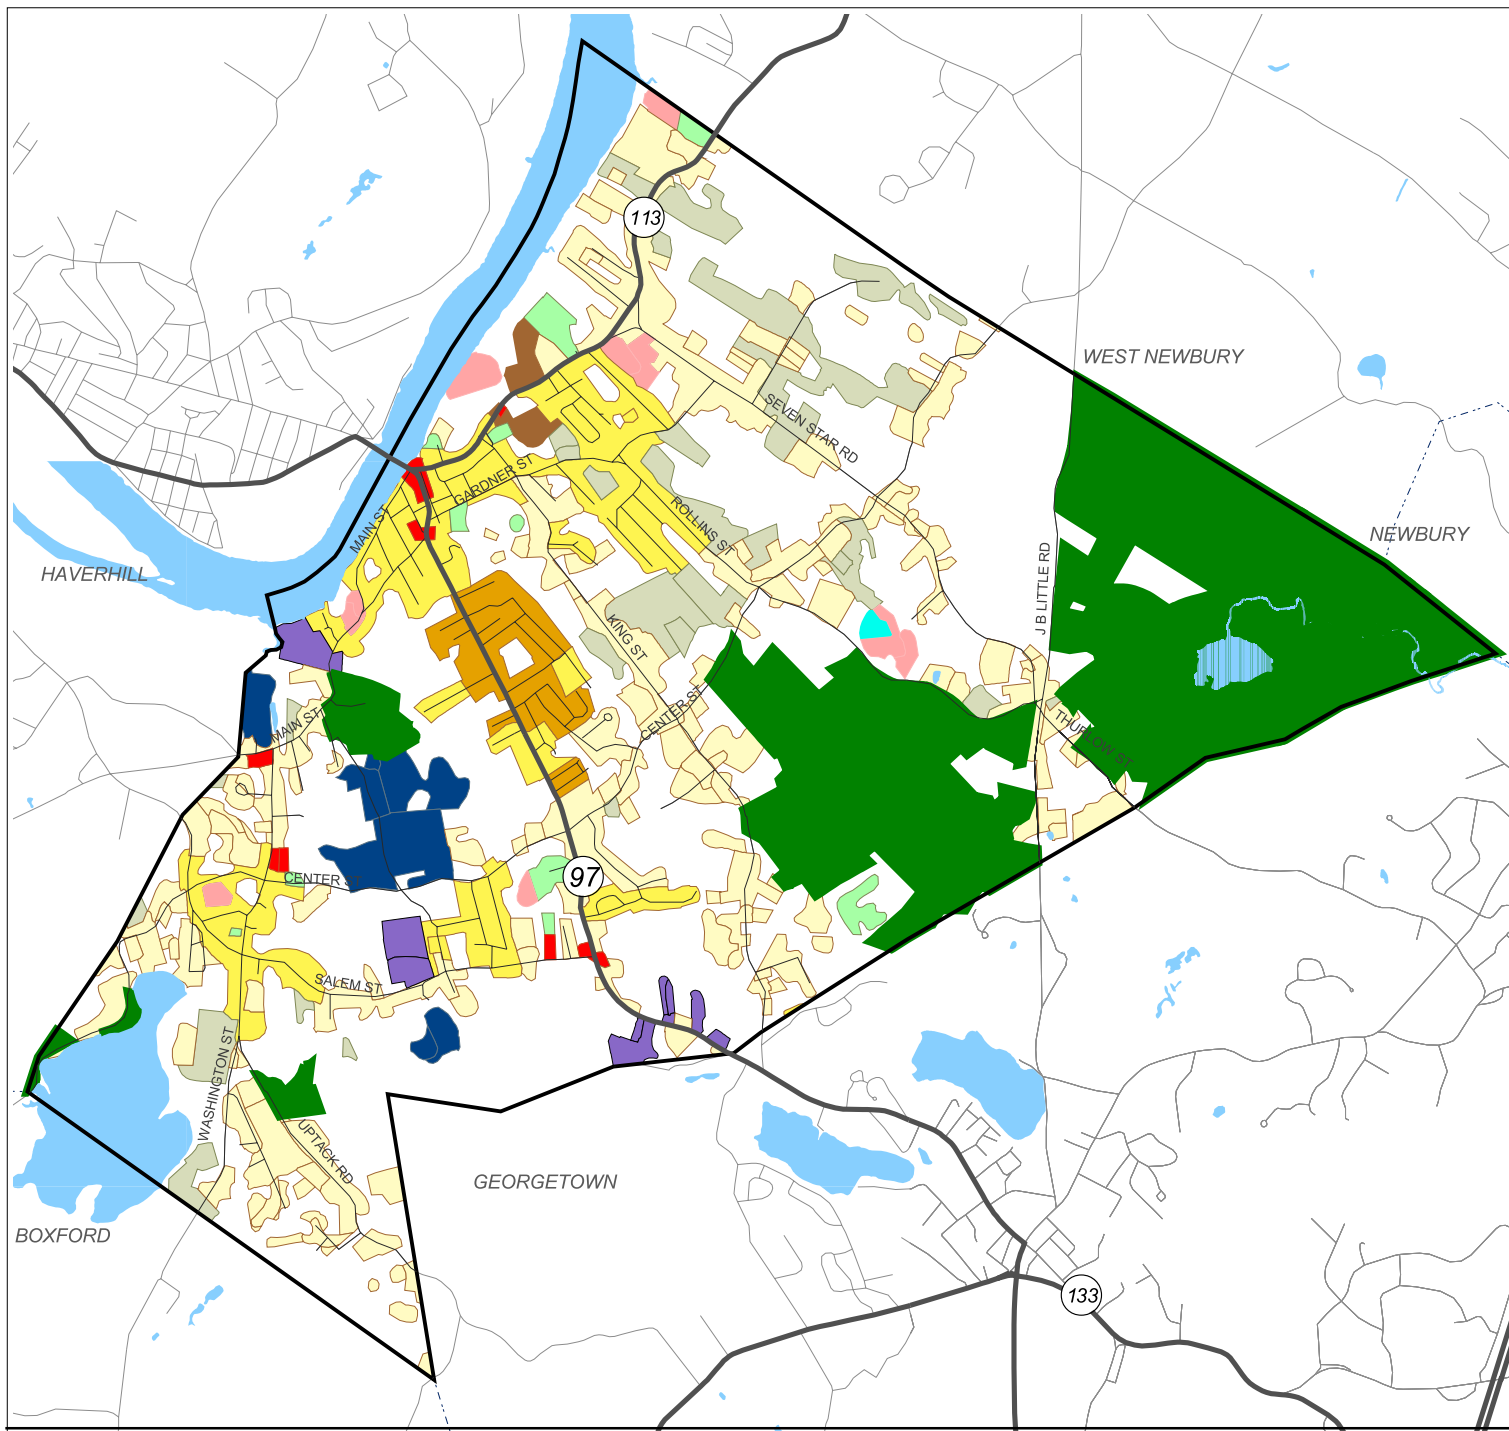 113
WEST NEWBURY
SEVEN STAR RD
GARDNER ST
MAIN ST
ROLLINS ST
NEWBURY
HAVERHILL
J B LITTLE RD
KING ST
CENTER ST
MAIN ST
THURLOW ST
CENTER ST
97
SALEM ST
WASHINGTON ST
UPTACK RD
GEORGETOWN
BOXFORD
133